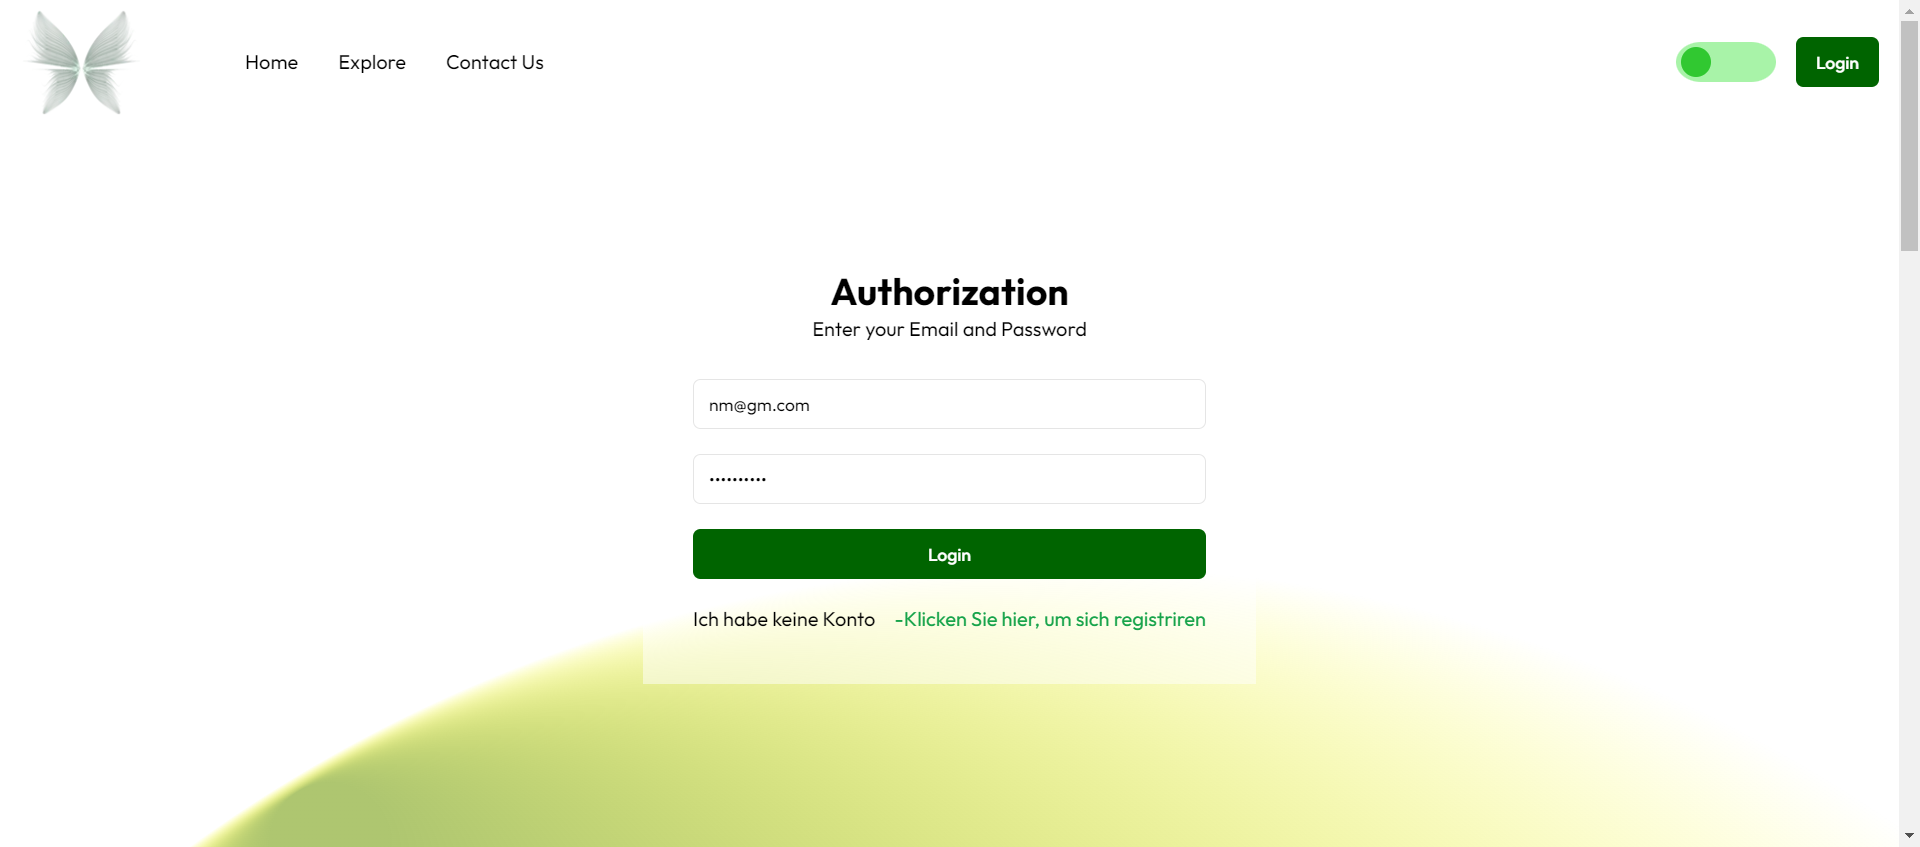 Home
Explore
Contact Us
Login
Authorization
Enter your Email and Password
nm@gm.com
••••••••••
Login
Ich habe keine Konto -Klicken Sie hier, um sich registriren